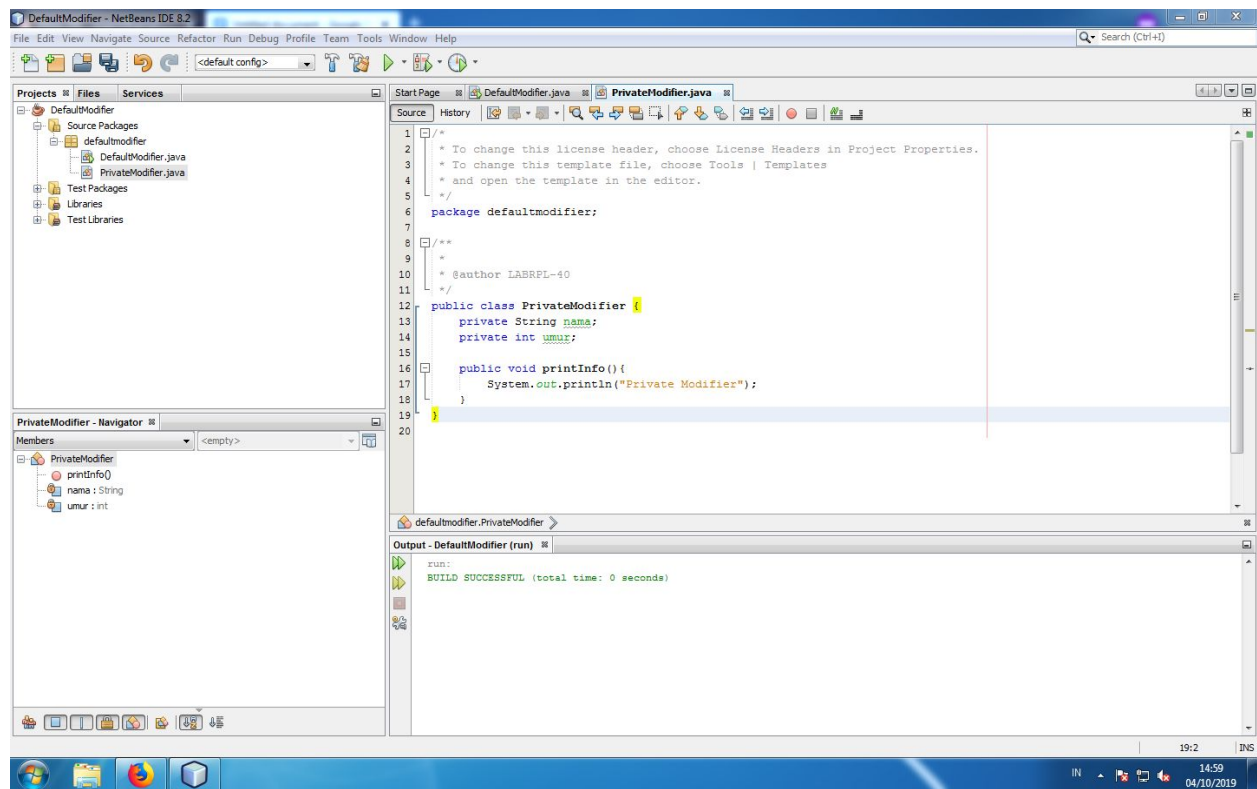 DefaultModifier - NetBeans IDE 8.2
File Edit View Navigate Source Refactor Run Debug Profile Team Tools Window Help
Search (Ctrl+I)
<default config>
Projects Files Services
DefaultModifier
Source Packages
defaultmodifier
DefaultModifier.java
PrivateModifier.java
Test Packages
Libraries
Test Libraries
PrivateModifier - Navigator
Members <empty>
PrivateModifier
printInfo()
nama : String
umur : int
Start Page DefaultModifier.java PrivateModifier.java
Source History
1 /*
2 * To change this license header, choose License Headers in Project Properties.
3 * To change this template file, choose Tools | Templates
4 * and open the template in the editor.
5 */
6 package defaultmodifier;
7
8 /**
9 *
10 * @author LABRPL-40
11 */
12 public class PrivateModifier {
13 private String nama;
14 private int umur;
15
16 public void printInfo(){
17 System.out.println("Private Modifier");
18 }
19 }
20
defaultmodifier.PrivateModifier
Output - DefaultModifier (run)
run:
BUILD SUCCESSFUL (total time: 0 seconds)
19:2 INS
IN
14:59
04/10/2019